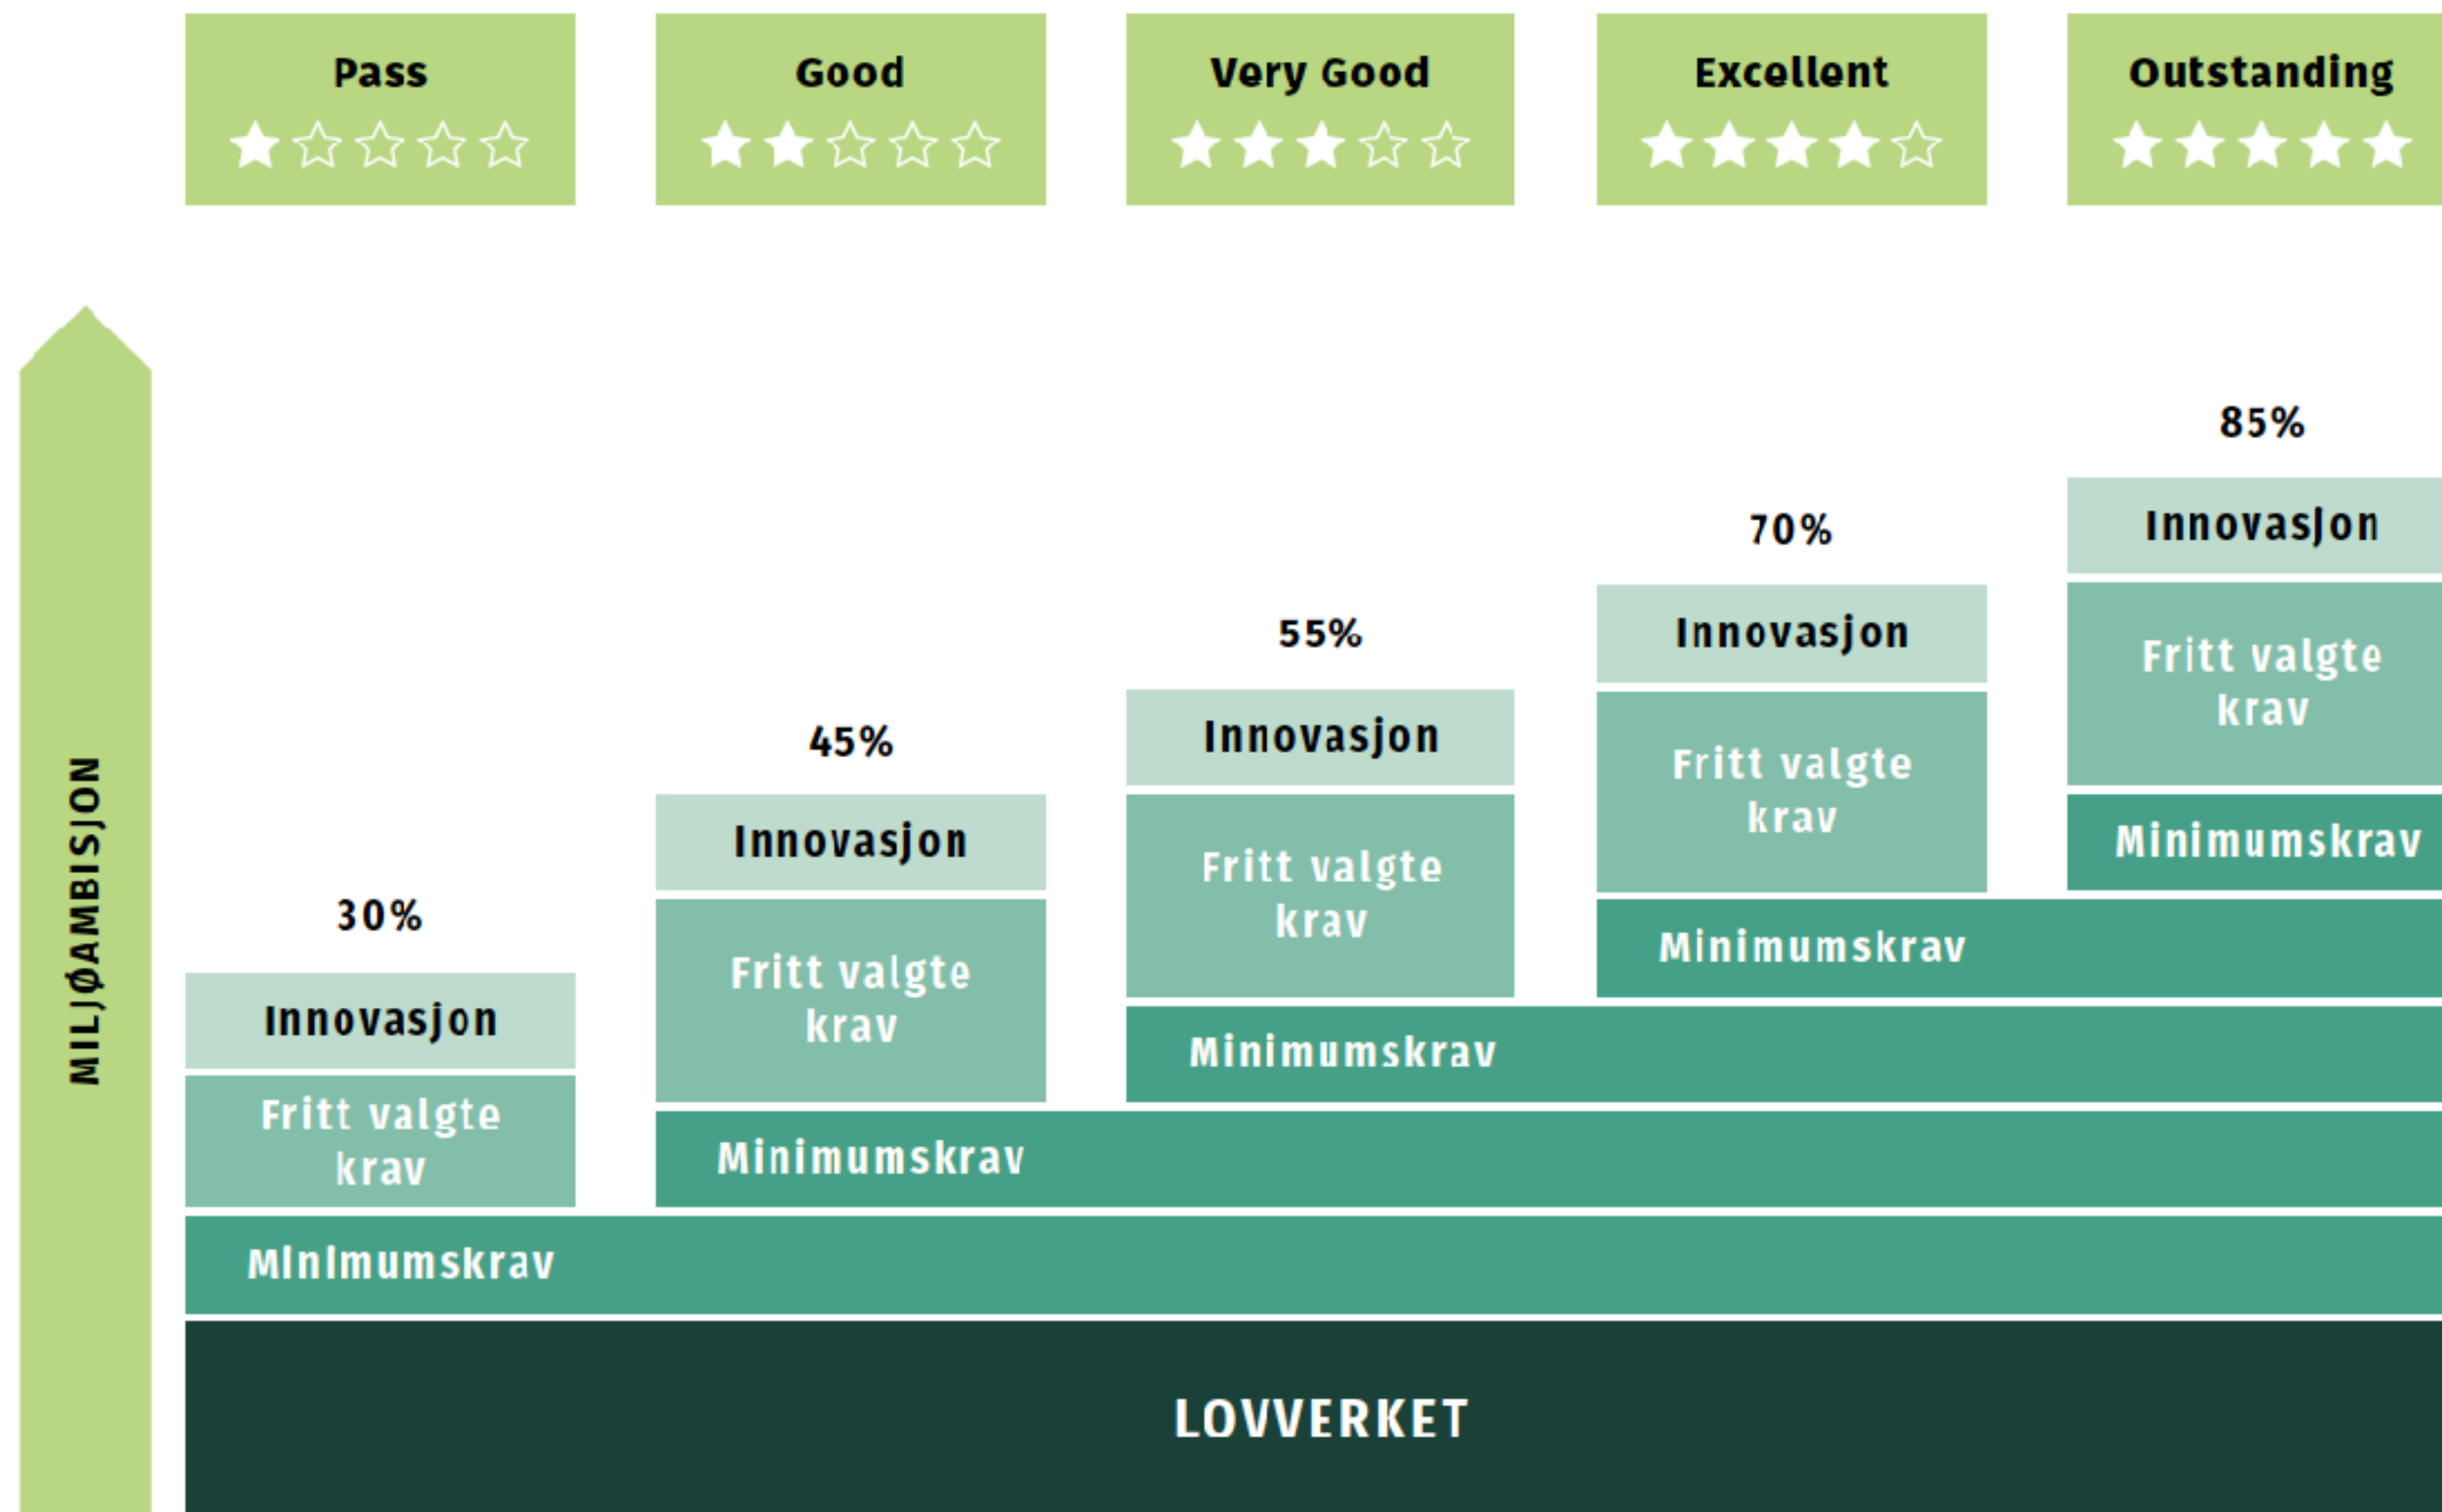 Pass
Good
Very Good
Excellent
Outstanding
MILJØAMBISJON
85%
Innovasjon
70%
Fritt valgte
krav
Innovasjon
55%
Fritt valgte
krav
Minimumskrav
Innovasjon
45%
Fritt valgte
krav
Minimumskrav
Innovasjon
30%
Fritt valgte
krav
Minimumskrav
Innovasjon
Fritt valgte
krav
Minimumskrav
Minimumskrav
LOVVERKET